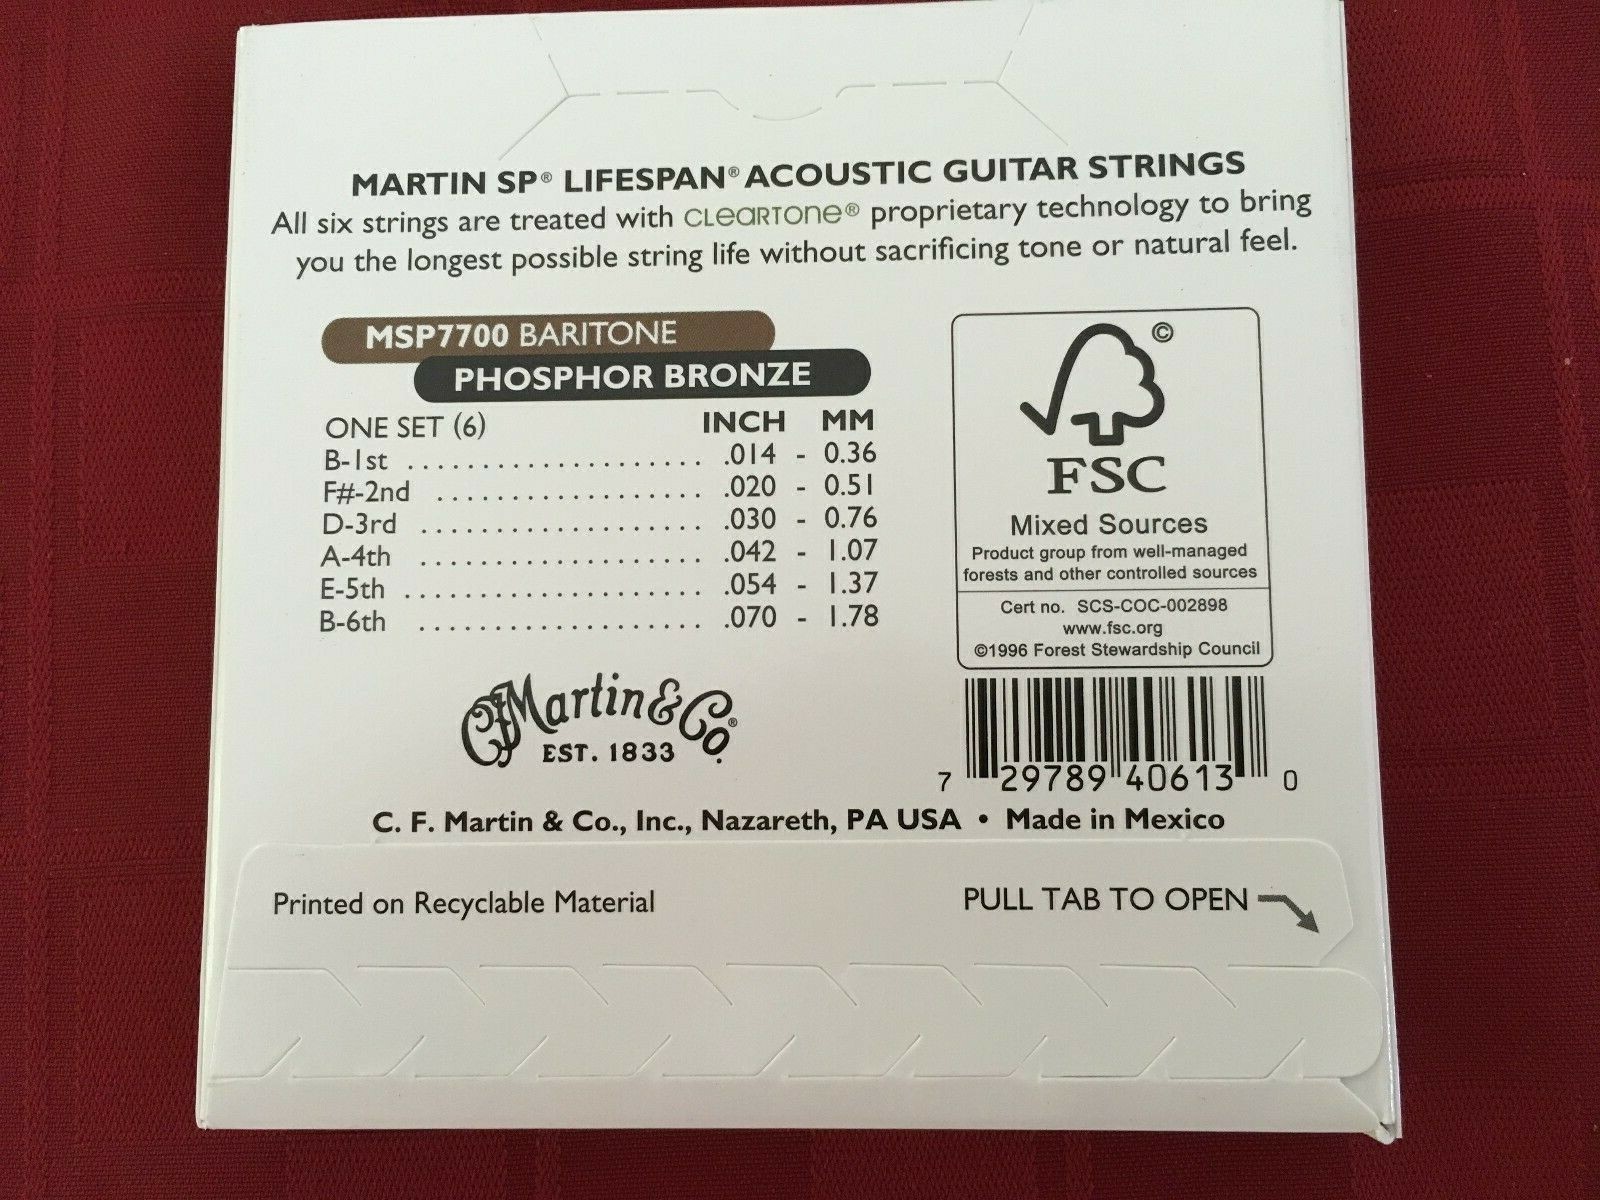 MARTIN SP® LIFESPAN® ACOUSTIC GUITAR STRINGS
All six strings are treated with CLEARTONE® proprietary technology to bring
you the longest possible string life without sacrificing tone or natural feel.
MSP7700 BARITONE
PHOSPHOR BRONZE
ONE SET (6) INCH MM
B-1st .................... .014 - 0.36
F#-2nd .................. .020 - 0.51
D-3rd ................... .030 - 0.76
A-4th ................... .042 - 1.07
E-5th .................... .054 - 1.37
B-6th ................... .070 - 1.78
©
FSC
Mixed Sources
Product group from well-managed
forests and other controlled sources
Cert no. SCS-COC-002898
www.fsc.org
©1996 Forest Stewardship Council
CF Martin & Co.®
EST. 1833
7 29789 40613 0
C. F. Martin & Co., Inc., Nazareth, PA USA • Made in Mexico
Printed on Recyclable Material
PULL TAB TO OPEN